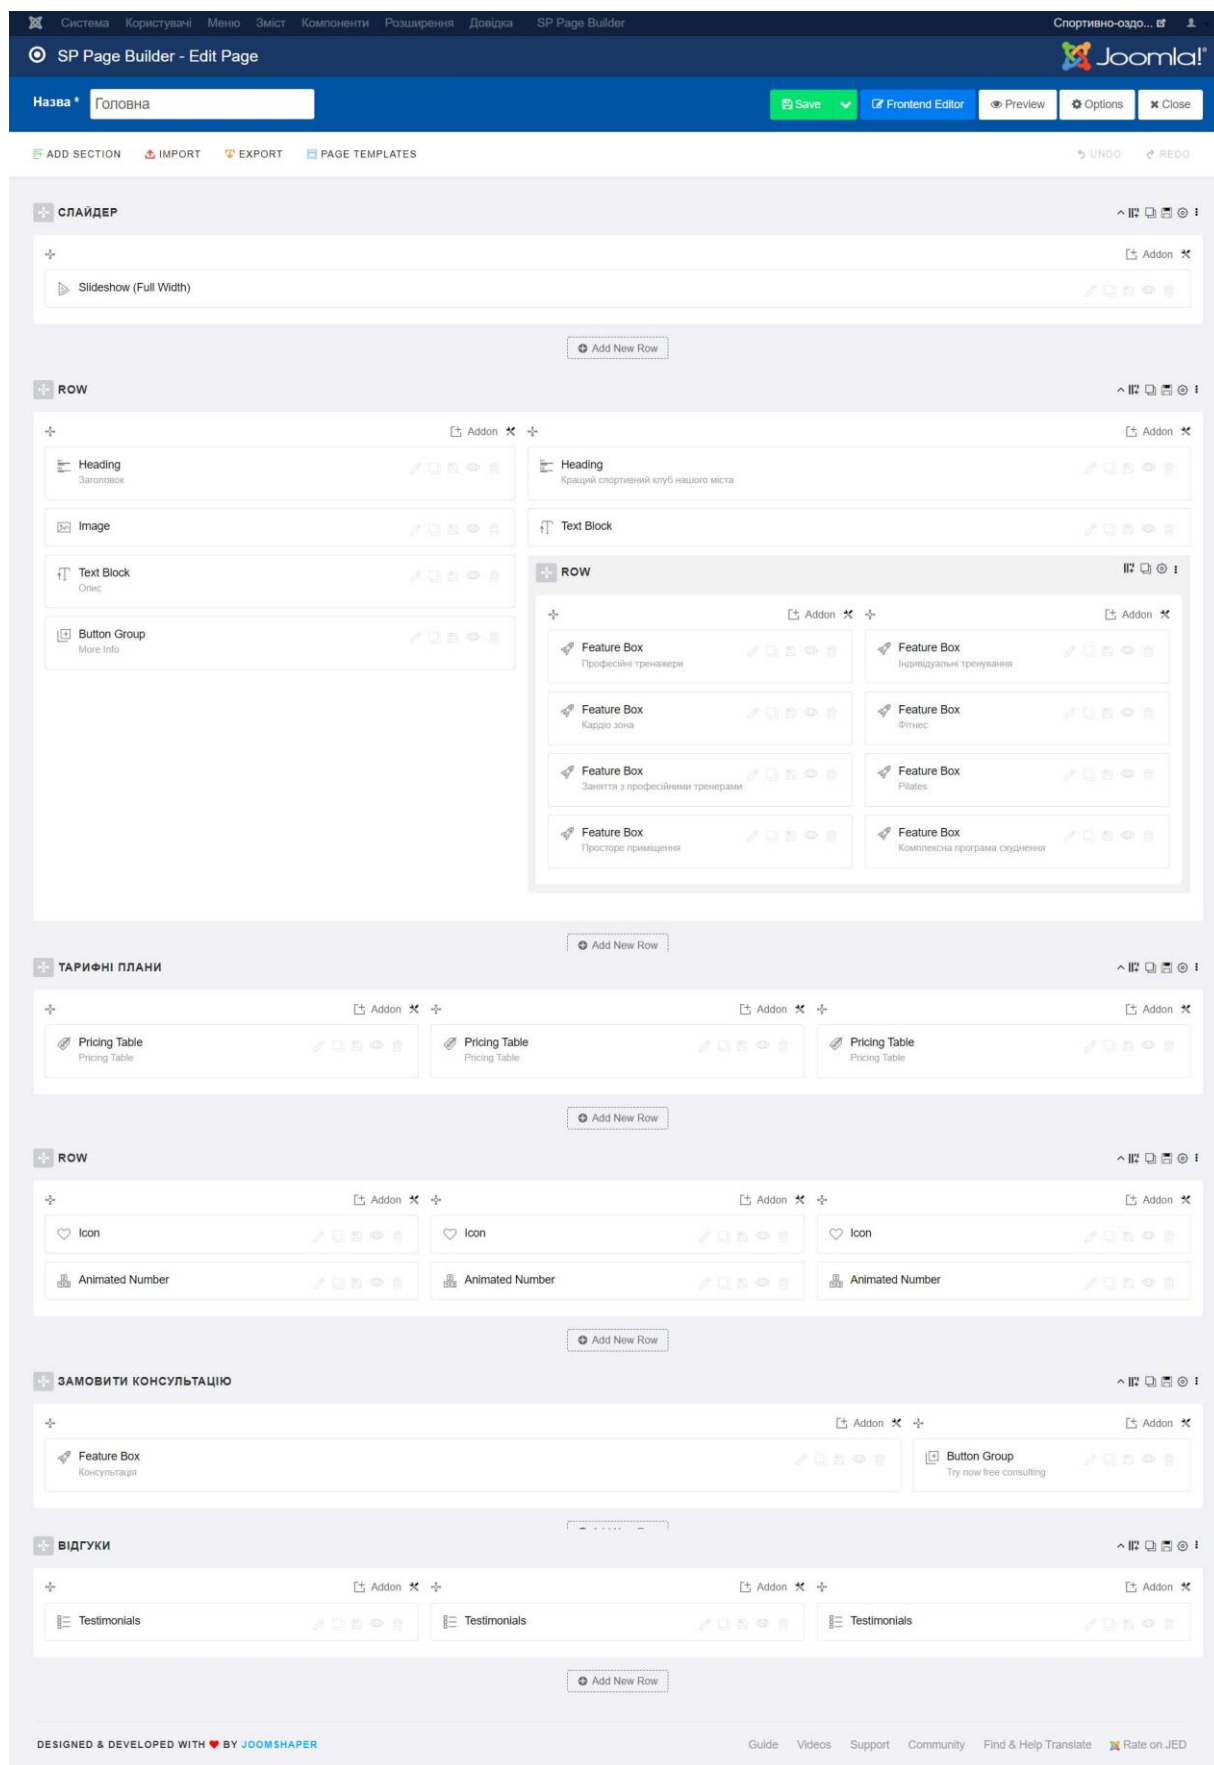 Система Користувачі Меню Зміст Компоненти Розширення Довідка SP Page Builder Спортивно-оздо...
SP Page Builder - Edit Page Joomla!
Назва * Головна Save Frontend Editor Preview Options Close
ADD SECTION IMPORT EXPORT PAGE TEMPLATES UNDO REDO
СЛАЙДЕР
Addon
Slideshow (Full Width)
Add New Row
ROW
Addon Addon
Heading Heading
Заголовок Кращий спортивний клуб нашого міста
Image Text Block
Text Block ROW
Опис
Addon Addon
Button Group Feature Box Feature Box
More Info Професійні тренажери Індивідуальні тренування
Feature Box Feature Box
Кардіо зона Фітнес
Feature Box Feature Box
Заняття з професійними тренерами Pilates
Feature Box Feature Box
Просторе приміщення Комплексна програма схуднення
Add New Row
ТАРИФНІ ПЛАНИ
Addon Addon Addon
Pricing Table Pricing Table Pricing Table
Pricing Table Pricing Table Pricing Table
Add New Row
ROW
Addon Addon Addon
Icon Icon Icon
Animated Number Animated Number Animated Number
Add New Row
ЗАМОВИТИ КОНСУЛЬТАЦІЮ
Addon Addon
Feature Box Button Group
Консультація Try now free consulting
ВІДГУКИ
Addon Addon Addon
Testimonials Testimonials Testimonials
Add New Row
DESIGNED & DEVELOPED WITH ♥ BY JOOMSHAPER Guide Videos Support Community Find & Help Translate Rate on JED